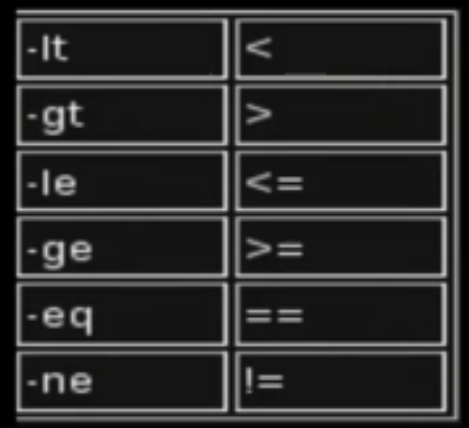 -lt <
-gt >
-le <=
-ge >=
-eq ==
-ne !=